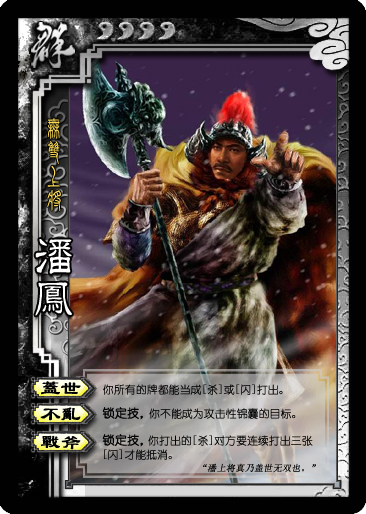 群
無雙上將
潘鳳
蓋世
你所有的牌都能当成[杀]或[闪]打出。
不亂
锁定技，你不能成为攻击性锦囊的目标。
戰斧
锁定技，你打出的[杀]对方要连续打出三张
[闪]才能抵消。
“潘上将真乃盖世无双也。”